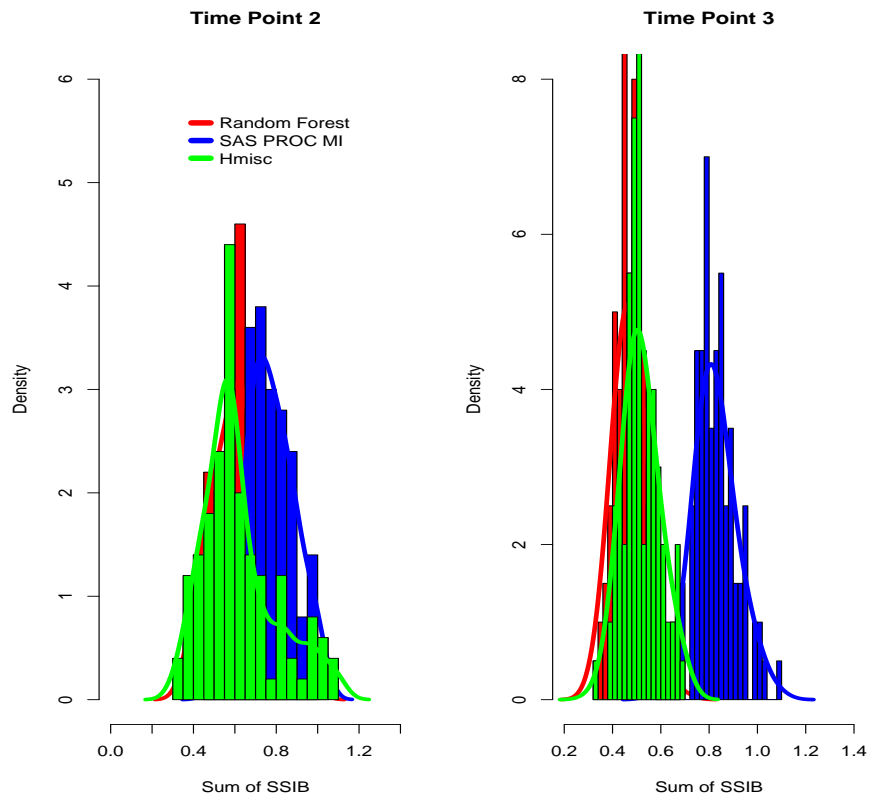 Time Point 2
Time Point 3
6
5
4
3
2
1
0
Density
Random Forest
SAS PROC MI
Hmisc
0.0
0.4
0.8
1.2
Sum of SSIB
8
6
4
2
0
Density
0.2
0.4
0.6
0.8
1.0
1.2
1.4
Sum of SSIB